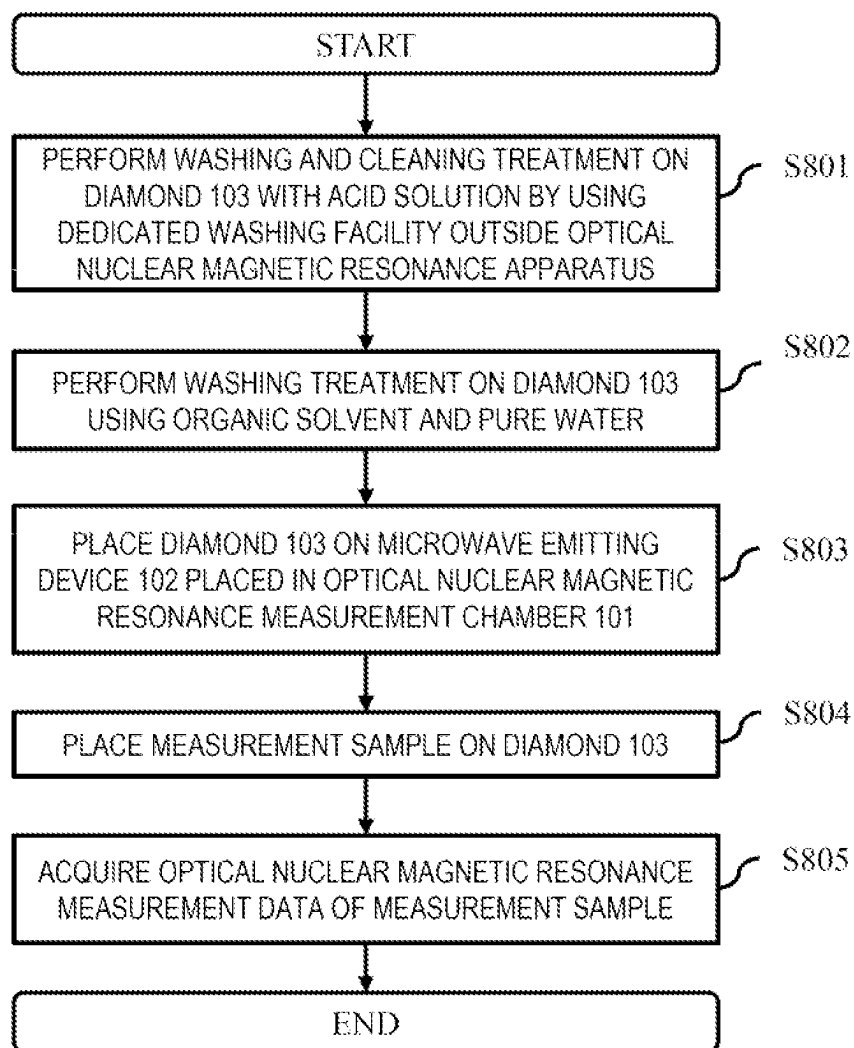 START
PERFORM WASHING AND CLEANING TREATMENT ON
DIAMOND 103 WITH ACID SOLUTION BY USING
DEDICATED WASHING FACILITY OUTSIDE OPTICAL
NUCLEAR MAGNETIC RESONANCE APPARATUS
S801
PERFORM WASHING TREATMENT ON DIAMOND 103
USING ORGANIC SOLVENT AND PURE WATER
S802
PLACE DIAMOND 103 ON MICROWAVE EMITTING
DEVICE 102 PLACED IN OPTICAL NUCLEAR MAGNETIC
RESONANCE MEASUREMENT CHAMBER 101
S803
PLACE MEASUREMENT SAMPLE ON DIAMOND 103
S804
ACQUIRE OPTICAL NUCLEAR MAGNETIC RESONANCE
MEASUREMENT DATA OF MEASUREMENT SAMPLE
S805
END